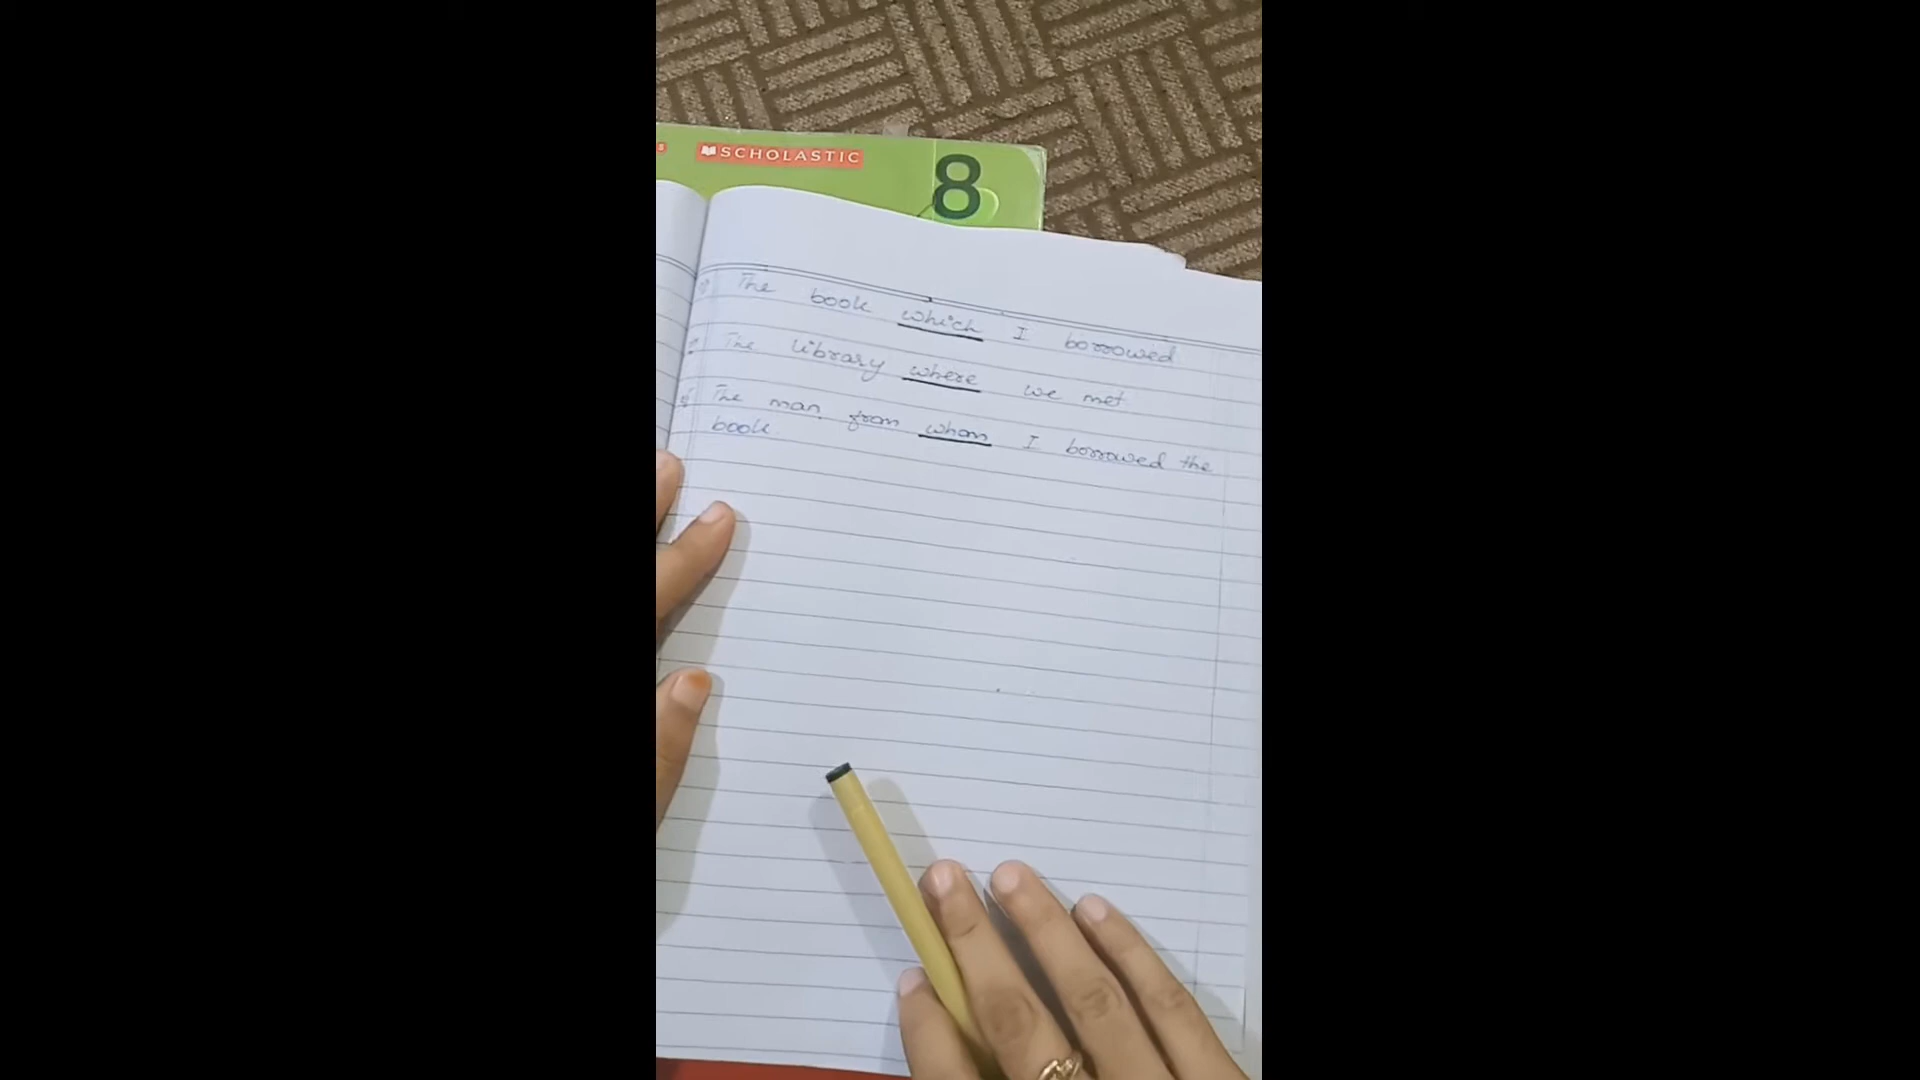 SCHOLASTIC
8
The book which I borrowed
The library where we met
The man from whom I borrowed the
book